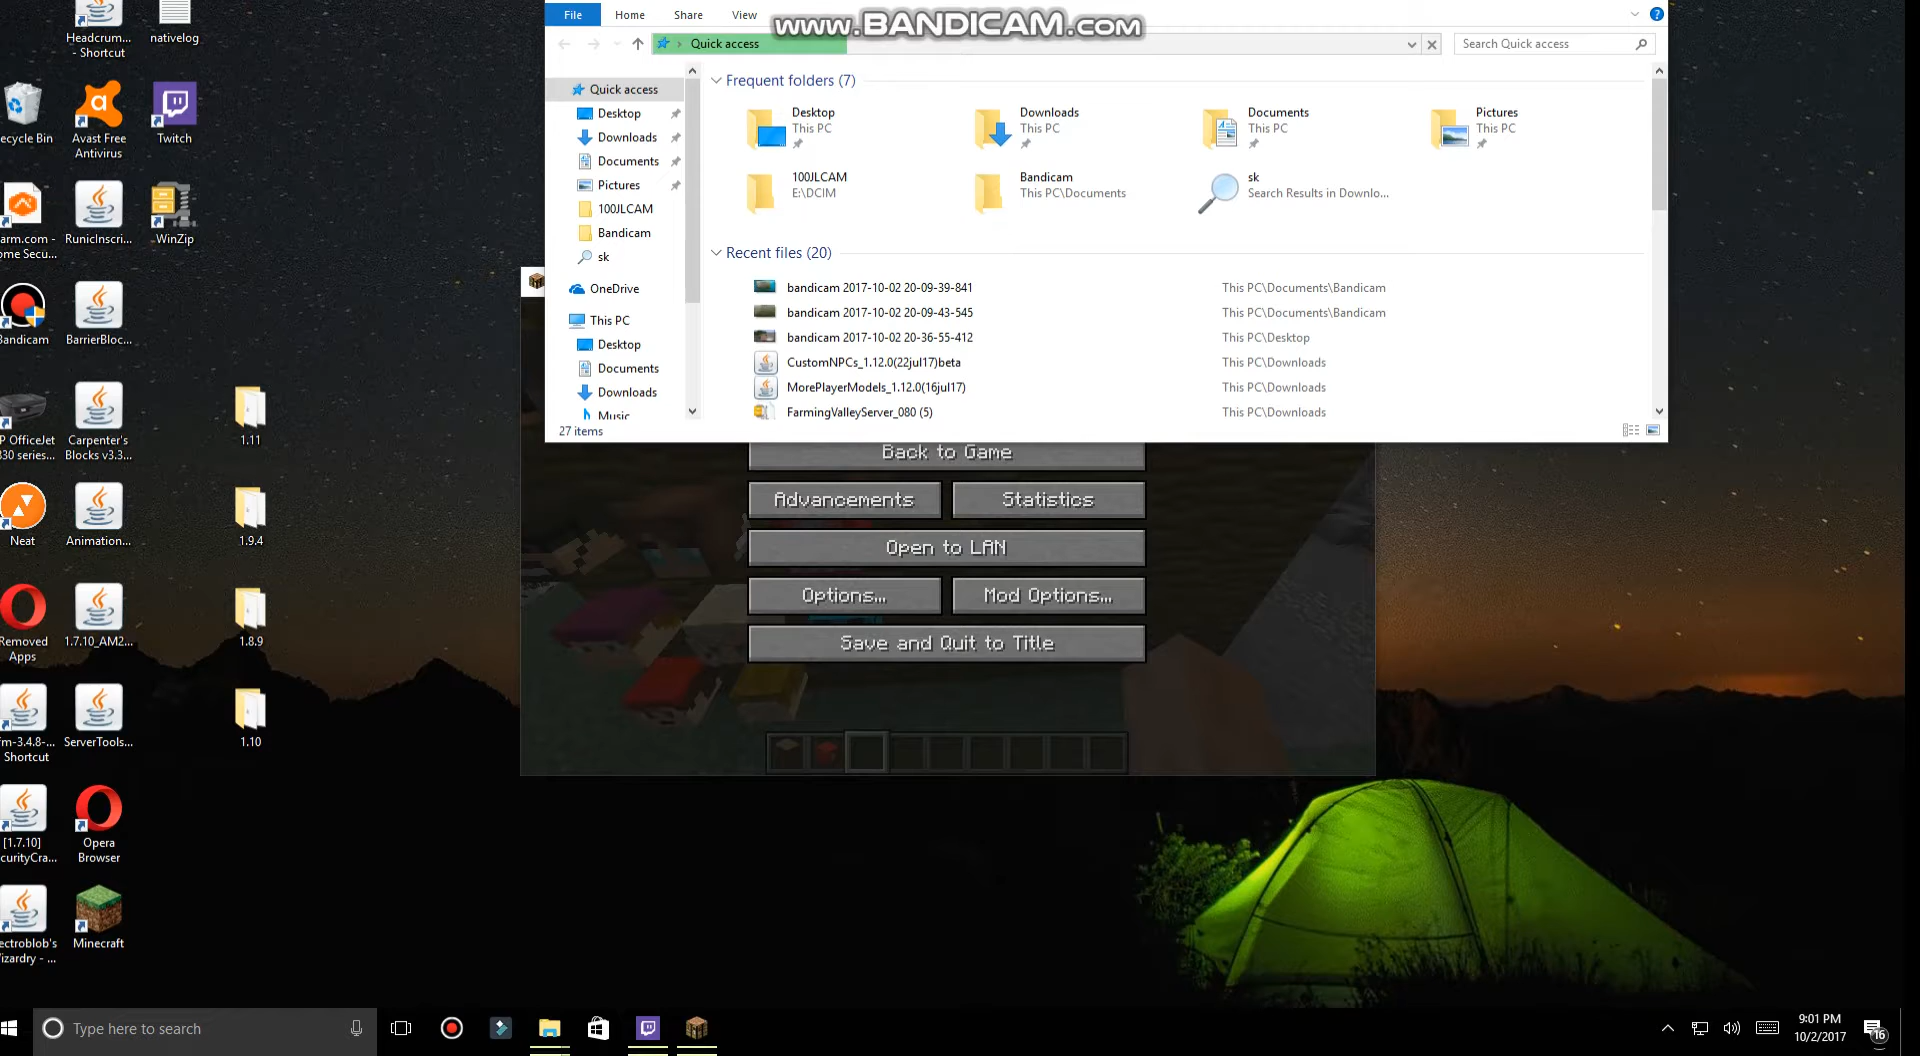 www.BANDICAM.com
File
Home
Share
View
Quick access
Search Quick access
Quick access
Desktop
Downloads
Documents
Pictures
100JLCAM
Bandicam
sk
OneDrive
This PC
Desktop
Documents
Downloads
Music
Frequent folders (7)
Desktop
This PC
Downloads
This PC
Documents
This PC
Pictures
This PC
100JLCAM
E:\DCIM
Bandicam
This PC\Documents
sk
Search Results in Downlo...
Recent files (20)
bandicam 2017-10-02 20-09-39-841
This PC\Documents\Bandicam
bandicam 2017-10-02 20-09-43-545
This PC\Documents\Bandicam
bandicam 2017-10-02 20-36-55-412
This PC\Desktop
CustomNPCs_1.12.0(22jul17)beta
This PC\Downloads
MorePlayerModels_1.12.0(16jul17)
This PC\Downloads
FarmingValleyServer_080 (5)
This PC\Downloads
27 items
Back to Game
Advancements
Statistics
Open to LAN
Options...
Mod Options...
Save and Quit to Title
Headcrum...
- Shortcut
nativelog
ecycle Bin
Avast Free
Antivirus
Twitch
arm.com -
ome Secu...
RunicInscri...
WinZip
Bandicam
BarrierBloc...
P OfficeJet
330 series...
Carpenter's
Blocks v3.3...
1.11
Neat
Animation...
1.9.4
Removed
Apps
1.7.10_AM2...
1.8.9
fm-3.4.8-...
Shortcut
ServerTools...
1.10
[1.7.10]
curityCra...
Opera
Browser
ectroblob's
izardry - ...
Minecraft
Type here to search
9:01 PM
10/2/2017
16